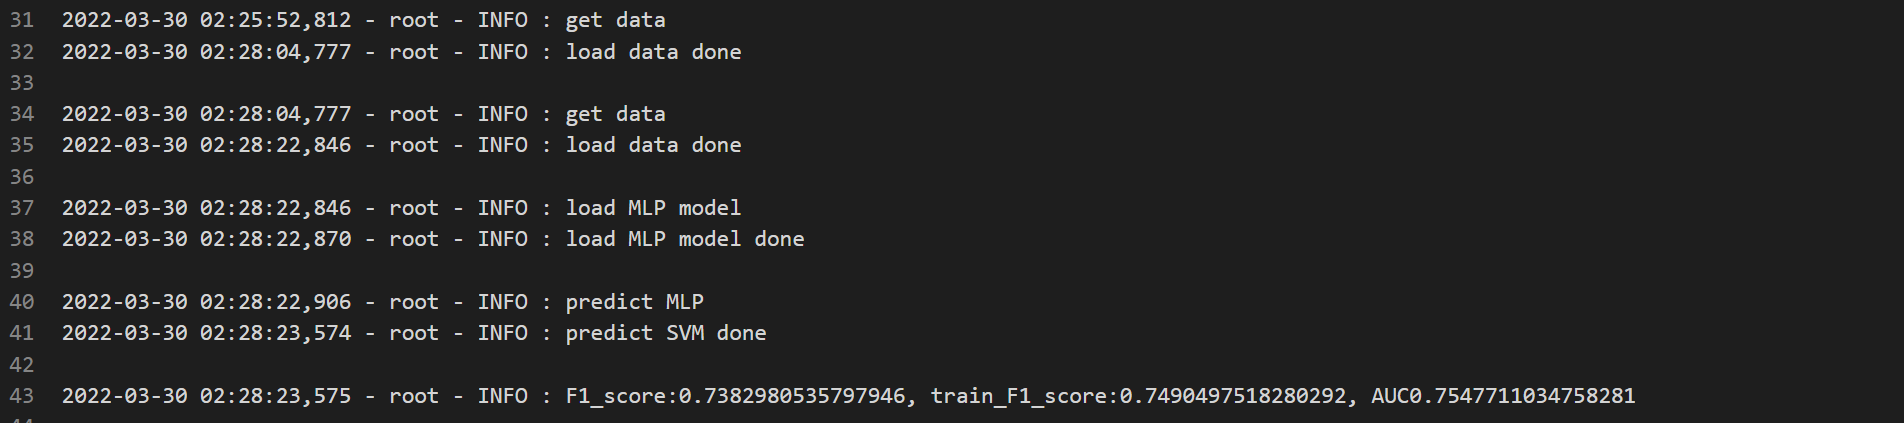 31 2022-03-30 02:25:52,812 - root - INFO : get data
32 2022-03-30 02:28:04,777 - root - INFO : load data done
33
34 2022-03-30 02:28:04,777 - root - INFO : get data
35 2022-03-30 02:28:22,846 - root - INFO : load data done
36
37 2022-03-30 02:28:22,846 - root - INFO : load MLP model
38 2022-03-30 02:28:22,870 - root - INFO : load MLP model done
39
40 2022-03-30 02:28:22,906 - root - INFO : predict MLP
41 2022-03-30 02:28:23,574 - root - INFO : predict SVM done
42
43 2022-03-30 02:28:23,575 - root - INFO : F1_score:0.7382980535797946, train_F1_score:0.7490497518280292, AUC0.7547711034758281